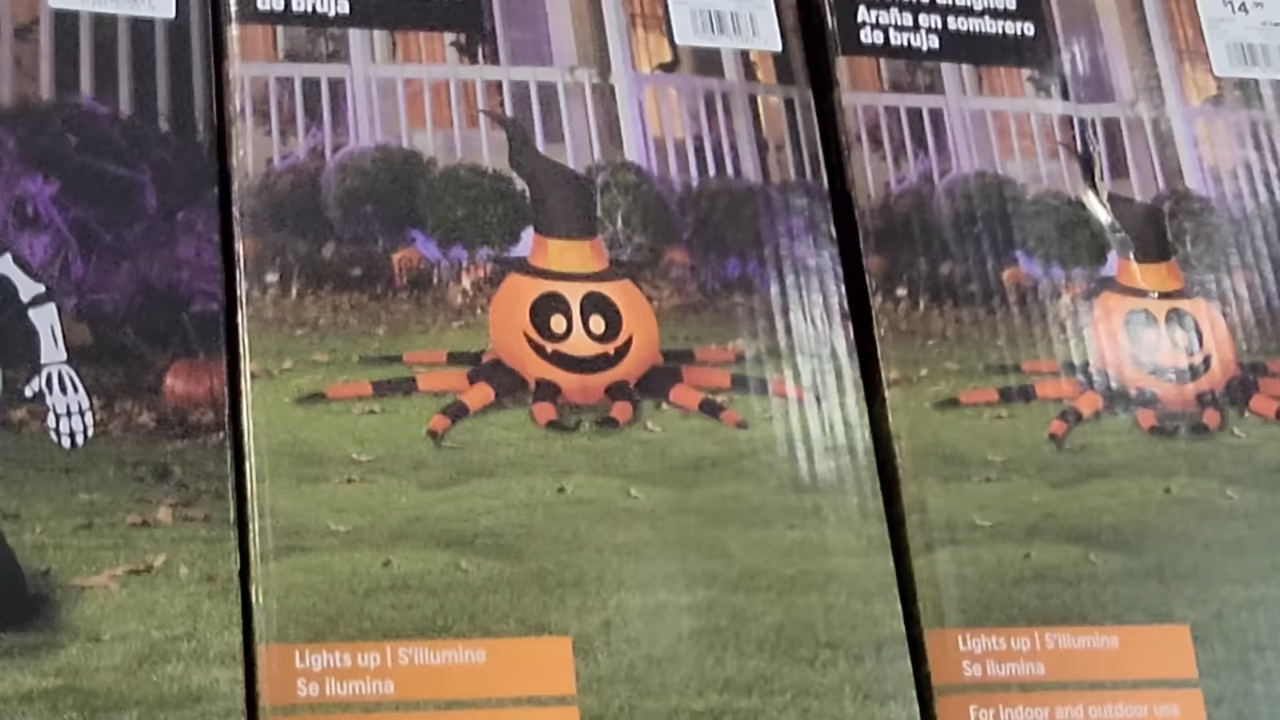 de bruja
Araña en sombrero
de bruja
$14.99
Lights up | S'illumine
Se ilumina
Lights up | S'illumine
Se ilumina
For indoor and outdoor use